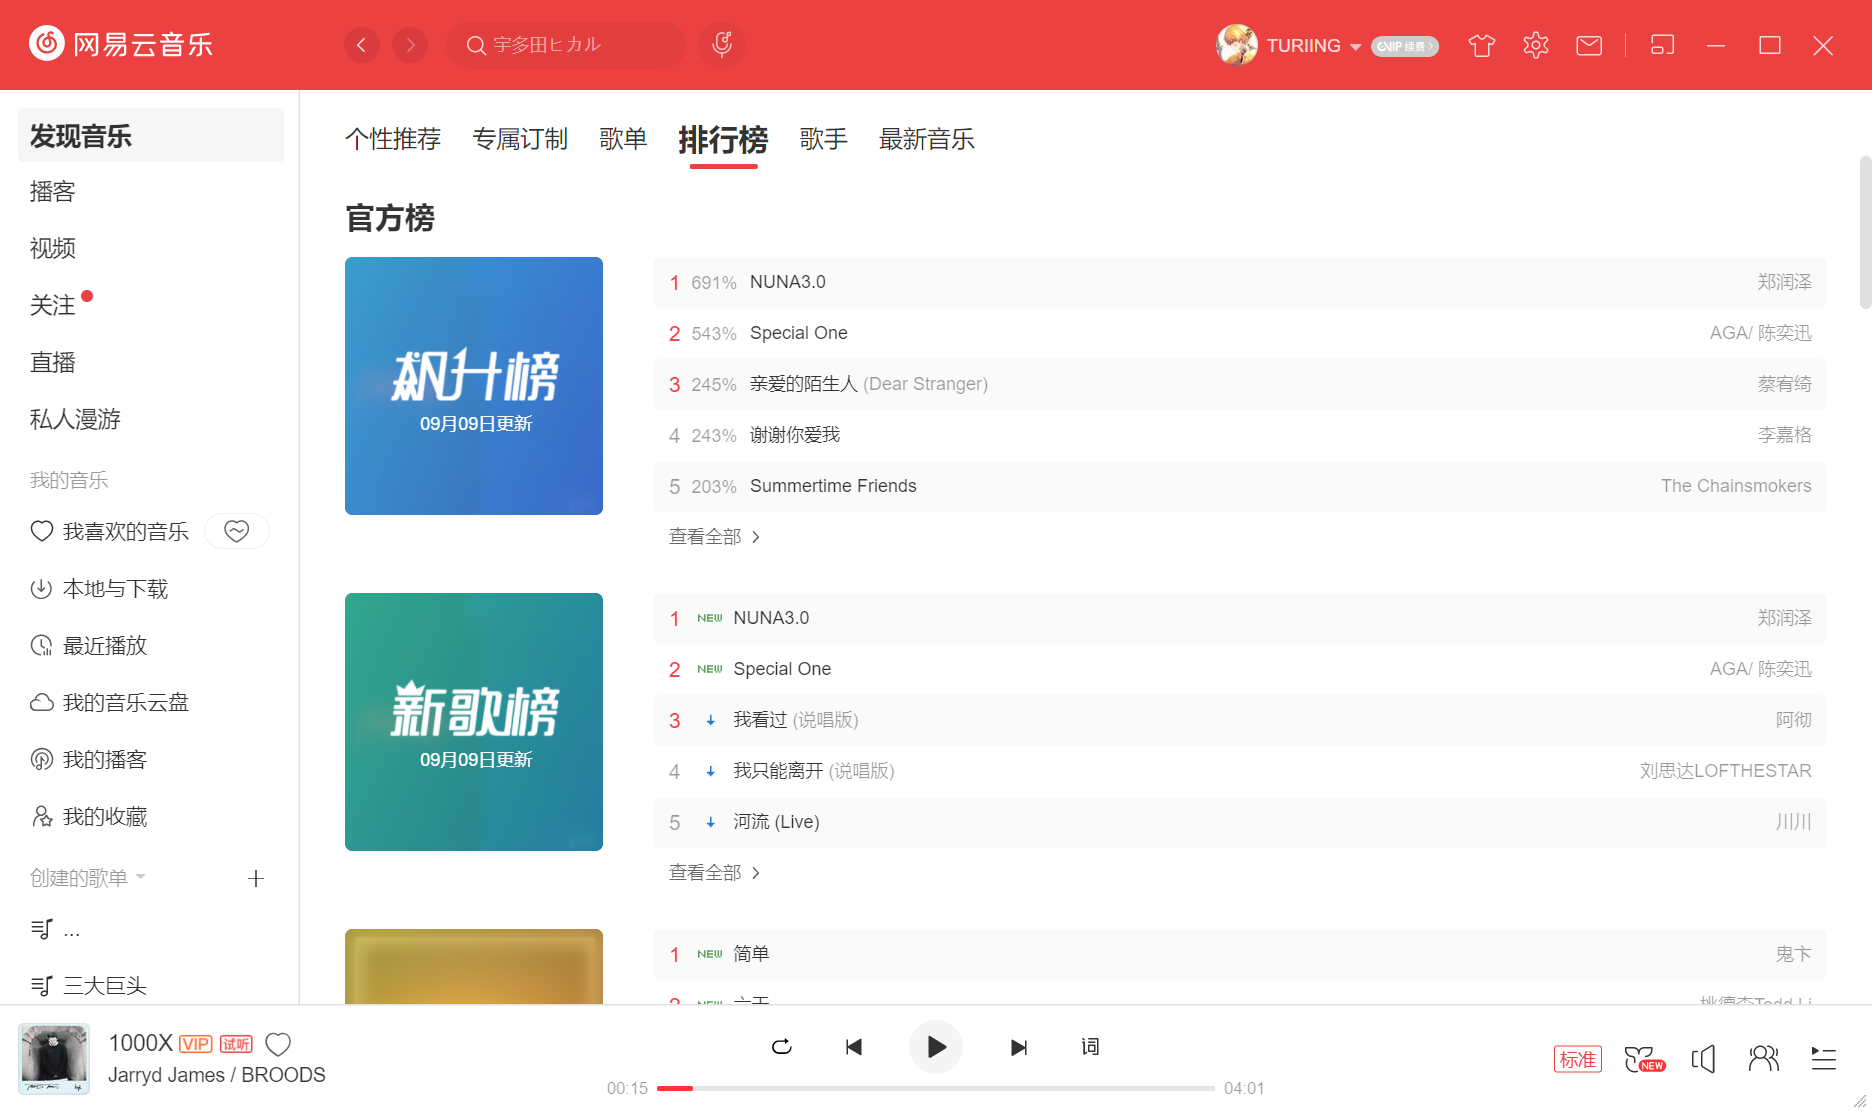 网易云音乐
宇多田ヒカル
TURIING
VIP 续费
发现音乐
播客
视频
关注
直播
私人漫游
我的音乐
我喜欢的音乐
本地与下载
最近播放
我的音乐云盘
我的播客
我的收藏
创建的歌单
...
三大巨头
个性推荐 专属订制 歌单 排行榜 歌手 最新音乐
官方榜
飙升榜
09月09日更新
1 691% NUNA3.0 郑润泽
2 543% Special One AGA/ 陈奕迅
3 245% 亲爱的陌生人 (Dear Stranger) 蔡宥绮
4 243% 谢谢你爱我 李嘉格
5 203% Summertime Friends The Chainsmokers
查看全部
新歌榜
09月09日更新
1 NEW NUNA3.0 郑润泽
2 NEW Special One AGA/ 陈奕迅
3 我看过 (说唱版) 阿彻
4 我只能离开 (说唱版) 刘思达LOFTHESTAR
5 河流 (Live) 川川
查看全部
1 NEW 简单 鬼卞
1000X VIP 试听
Jarryd James / BROODS
词
00:15 04:01
标准
NEW